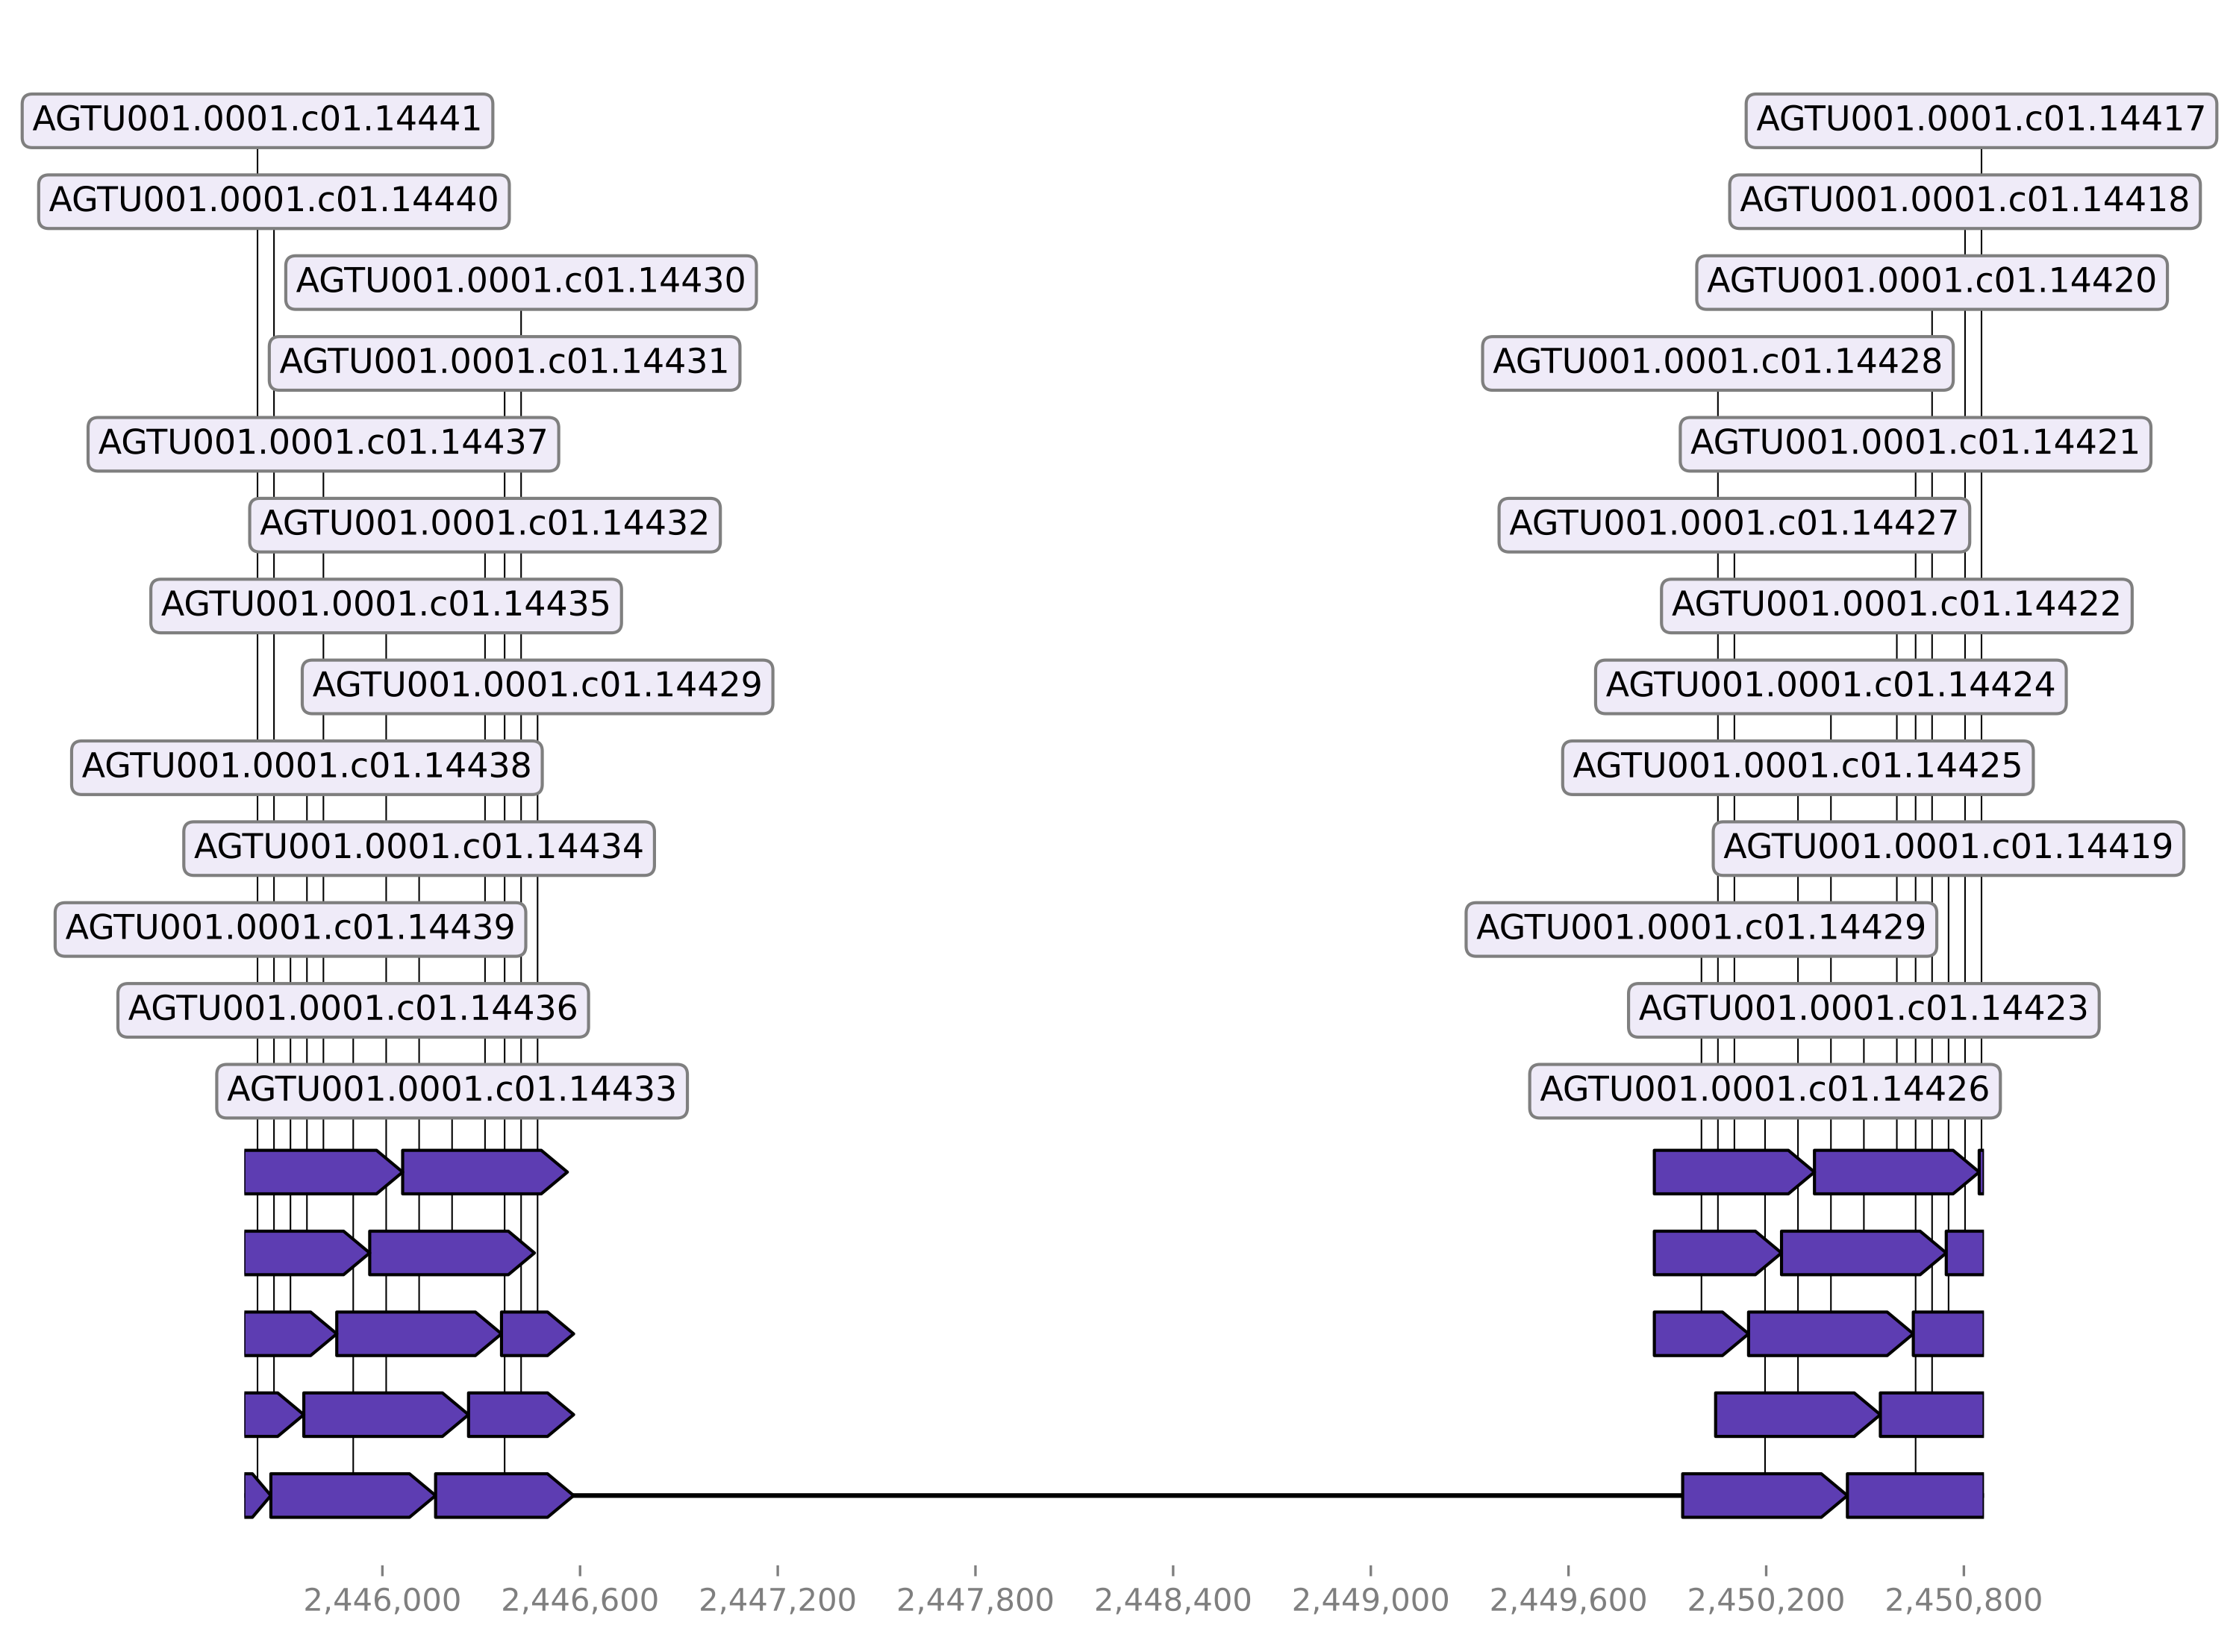 AGTU001.0001.c01.14441
AGTU001.0001.c01.14417
AGTU001.0001.c01.14440
AGTU001.0001.c01.14418
AGTU001.0001.c01.14430
AGTU001.0001.c01.14420
AGTU001.0001.c01.14431
AGTU001.0001.c01.14428
AGTU001.0001.c01.14437
AGTU001.0001.c01.14421
AGTU001.0001.c01.14432
AGTU001.0001.c01.14427
AGTU001.0001.c01.14435
AGTU001.0001.c01.14422
AGTU001.0001.c01.14429
AGTU001.0001.c01.14424
AGTU001.0001.c01.14438
AGTU001.0001.c01.14425
AGTU001.0001.c01.14434
AGTU001.0001.c01.14419
AGTU001.0001.c01.14439
AGTU001.0001.c01.14429
AGTU001.0001.c01.14436
AGTU001.0001.c01.14423
AGTU001.0001.c01.14433
AGTU001.0001.c01.14426
2,446,000 2,446,600 2,447,200 2,447,800 2,448,400 2,449,000 2,449,600 2,450,200 2,450,800